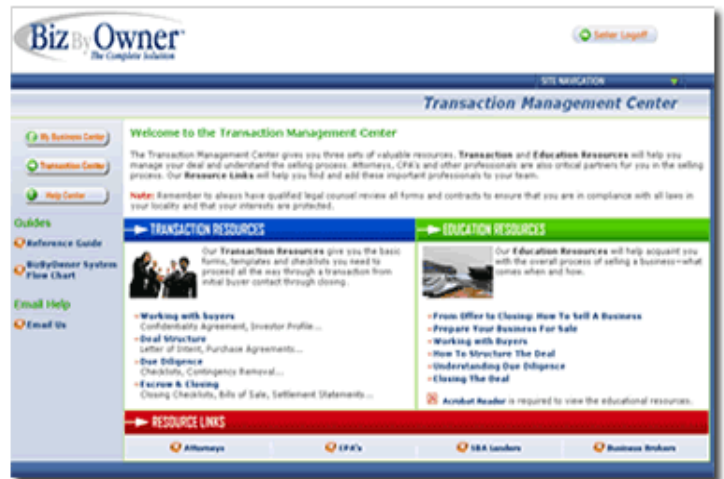 Biz By Owner
The Complete Solution
Seller Logoff
SITE NAVIGATION
Transaction Management Center
My Business Center
Transaction Center
Help Center
Guides
Reference Guide
BizByOwner System
Flow Chart
Email Help
Email Us
Welcome to the Transaction Management Center
The Transaction Management Center gives you three sets of valuable resources. Transaction and Education Resources will help you
manage your deal and understand the selling process. Attorneys, CPA's and other professionals are also critical partners for you in the selling
process. Our Resource Links will help you find and add these important professionals to your team.
Note: Remember to always have qualified legal counsel review all forms and contracts to ensure that you are in compliance with all laws in
your locality and that your interests are protected.
TRANSACTION RESOURCES
Our Transaction Resources give you the basic
forms, templates and checklists you need to
proceed all the way through a transaction from
initial buyer contact through closing.
Working with buyers
Confidentiality Agreement, Investor Profile...
Deal Structure
Letter of Intent, Purchase Agreements...
Due Diligence
Checklists, Contingency Removal...
Escrow & Closing
Closing Checklists, Bills of Sale, Settlement Statements...
EDUCATION RESOURCES
Our Education Resources will help acquaint you
with the overall process of selling a business—what
comes when and how.
From Offer to Closing: How To Sell A Business
Prepare Your Business For Sale
Working with Buyers
How To Structure The Deal
Understanding Due Diligence
Closing The Deal
Acrobat Reader is required to view the educational resources.
RESOURCE LINKS
Attorneys
CPA's
SBA Lenders
Business Brokers